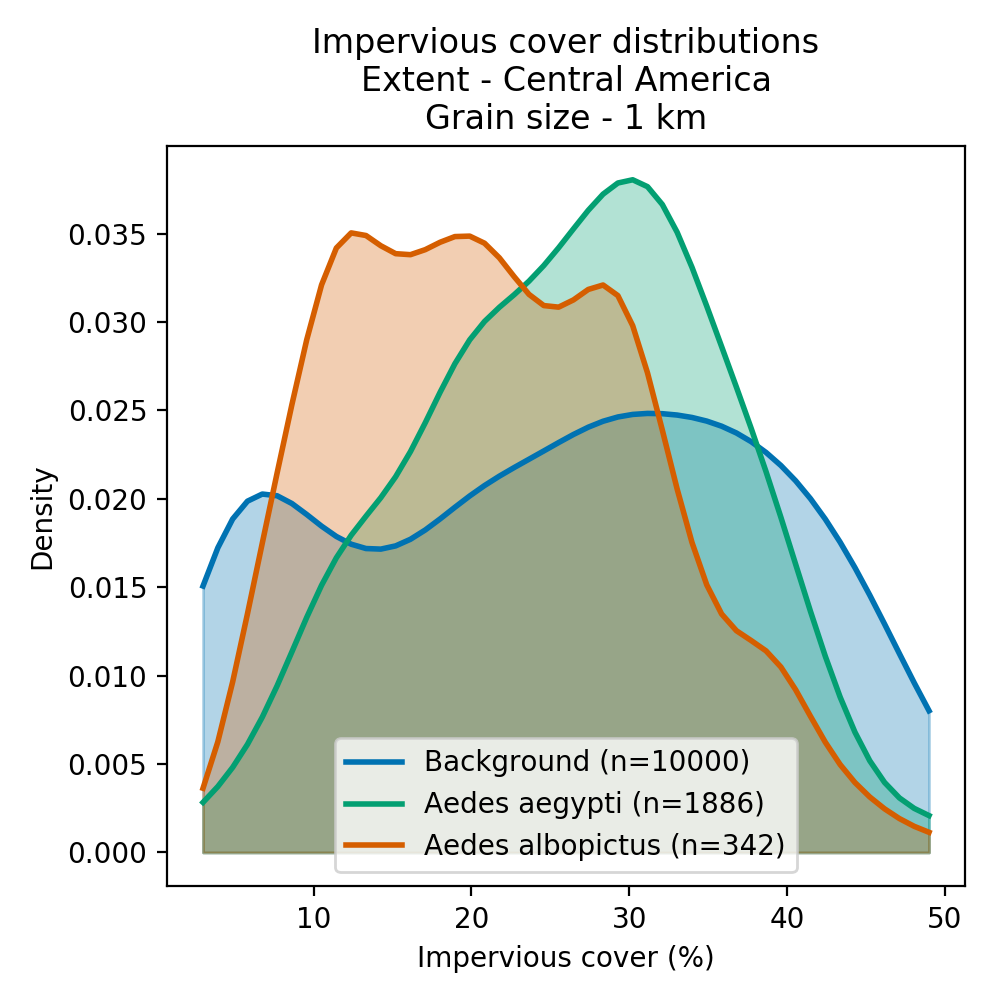 Impervious cover distributions
Extent - Central America
Grain size - 1 km
Density
0.035
0.030
0.025
0.020
0.015
0.010
0.005
0.000
Background (n=10000)
Aedes aegypti (n=1886)
Aedes albopictus (n=342)
10 20 30 40 50
Impervious cover (%)